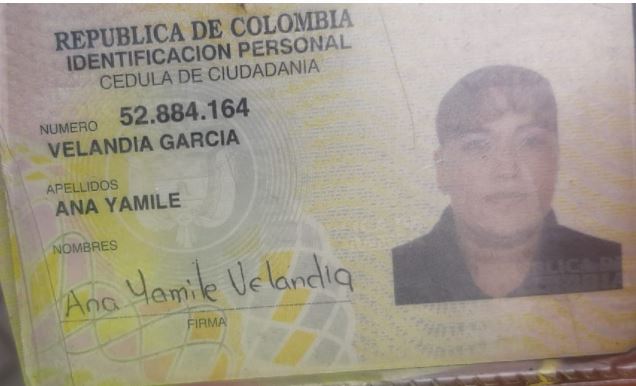 REPUBLICA DE COLOMBIA
IDENTIFICACION PERSONAL
CEDULA DE CIUDADANIA
NUMERO 52.884.164
VELANDIA GARCIA
APELLIDOS
ANA YAMILE
NOMBRES
Ana Yamile Velandia
FIRMA